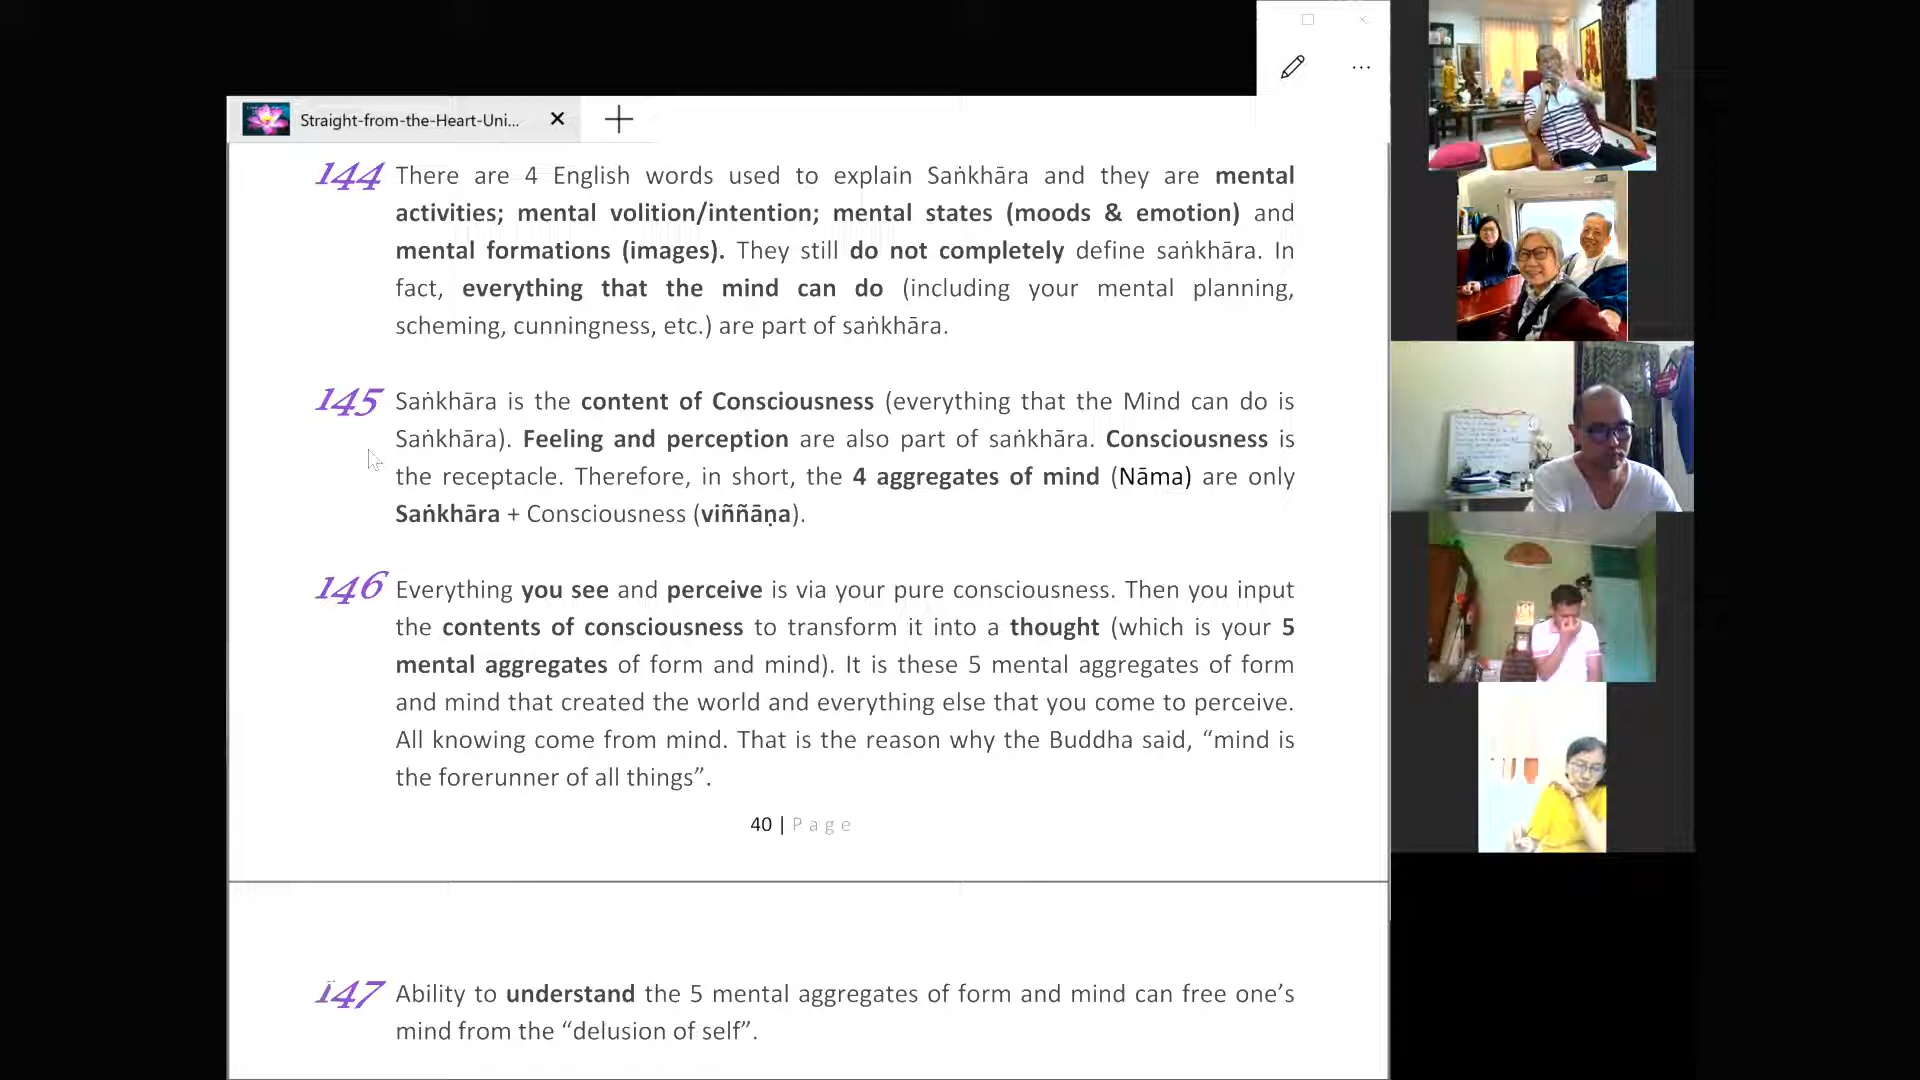 Straight-from-the-Heart-Uni...
144 There are 4 English words used to explain Saṅkhāra and they are mental
activities; mental volition/intention; mental states (moods & emotion) and
mental formations (images). They still do not completely define saṅkhāra. In
fact, everything that the mind can do (including your mental planning,
scheming, cunningness, etc.) are part of saṅkhāra.
145 Saṅkhāra is the content of Consciousness (everything that the Mind can do is
Saṅkhāra). Feeling and perception are also part of saṅkhāra. Consciousness is
the receptacle. Therefore, in short, the 4 aggregates of mind (Nāma) are only
Saṅkhāra + Consciousness (viññāṇa).
146 Everything you see and perceive is via your pure consciousness. Then you input
the contents of consciousness to transform it into a thought (which is your 5
mental aggregates of form and mind). It is these 5 mental aggregates of form
and mind that created the world and everything else that you come to perceive.
All knowing come from mind. That is the reason why the Buddha said, “mind is
the forerunner of all things”.
40 | Page
147 Ability to understand the 5 mental aggregates of form and mind can free one’s
mind from the “delusion of self”.